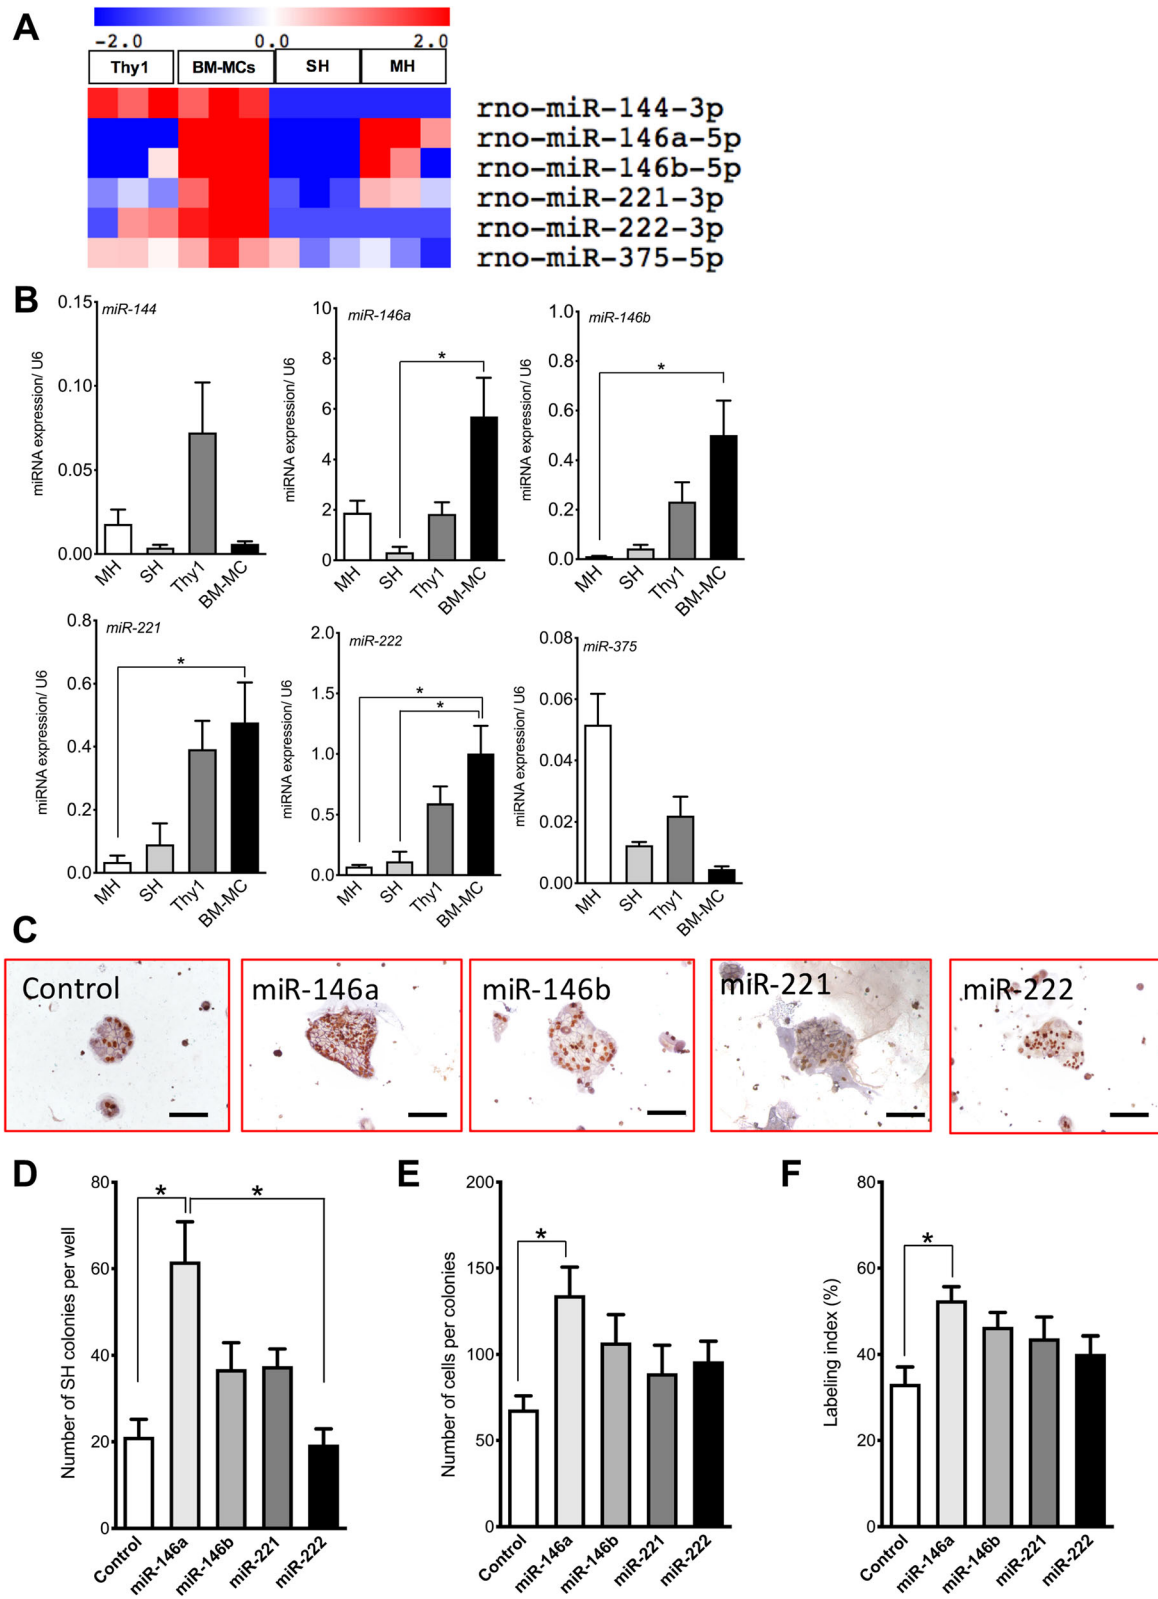 A
-2.0 0.0 2.0
Thy1 BM-MCs SH MH
rno-miR-144-3p
rno-miR-146a-5p
rno-miR-146b-5p
rno-miR-221-3p
rno-miR-222-3p
rno-miR-375-5p
B
miR-144
miRNA expression/ U6
0.15
0.10
0.05
0.00
MH SH Thy1 BM-MC
miR-146a
miRNA expression/ U6
10
8
6
4
2
0
*
MH SH Thy1 BM-MC
miR-146b
miRNA expression/ U6
1.0
0.8
0.6
0.4
0.2
0.0
*
MH SH Thy1 BM-MC
miR-221
miRNA expression/ U6
0.8
0.6
0.4
0.2
0.0
*
MH SH Thy1 BM-MC
miR-222
miRNA expression/ U6
2.0
1.5
1.0
0.5
0.0
*
*
MH SH Thy1 BM-MC
miR-375
miRNA expression/ U6
0.08
0.06
0.04
0.02
0.00
MH SH Thy1 BM-MC
C
Control miR-146a miR-146b miR-221 miR-222
D
Number of SH colonies per well
80
60
40
20
0
* *
Control miR-146a miR-146b miR-221 miR-222
E
Number of cells per colonies
200
150
100
50
0
*
Control miR-146a miR-146b miR-221 miR-222
F
Labeling index (%)
80
60
40
20
0
*
Control miR-146a miR-146b miR-221 miR-222